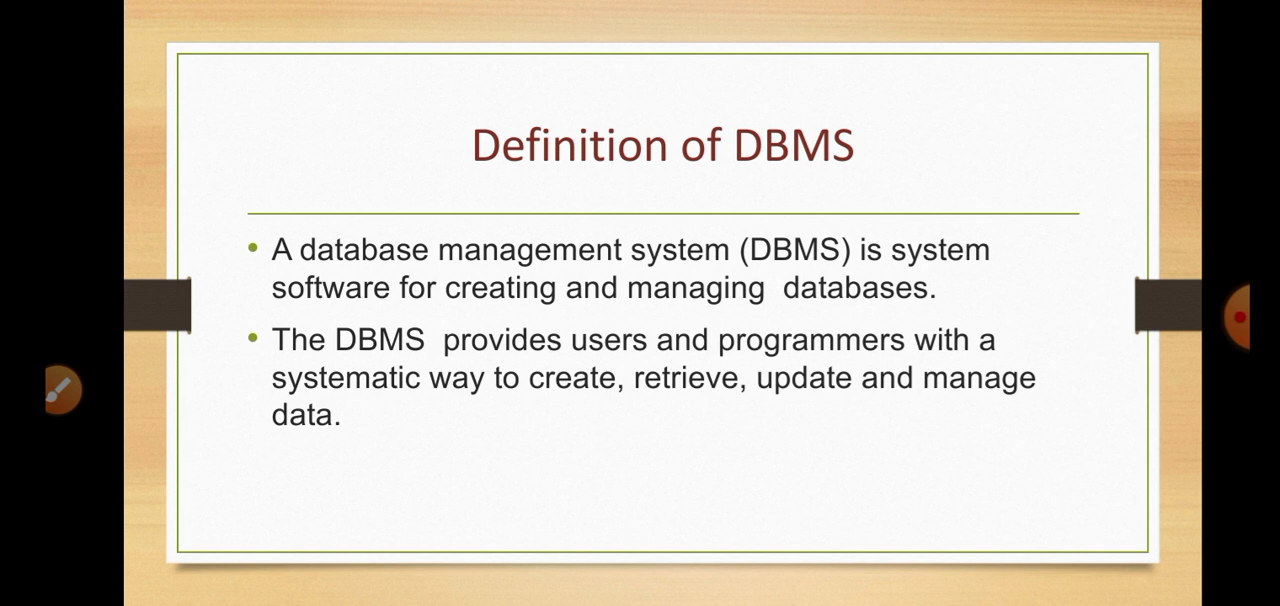 Definition of DBMS
• A database management system (DBMS) is system
software for creating and managing  databases.
• The DBMS  provides users and programmers with a
systematic way to create, retrieve, update and manage
data.